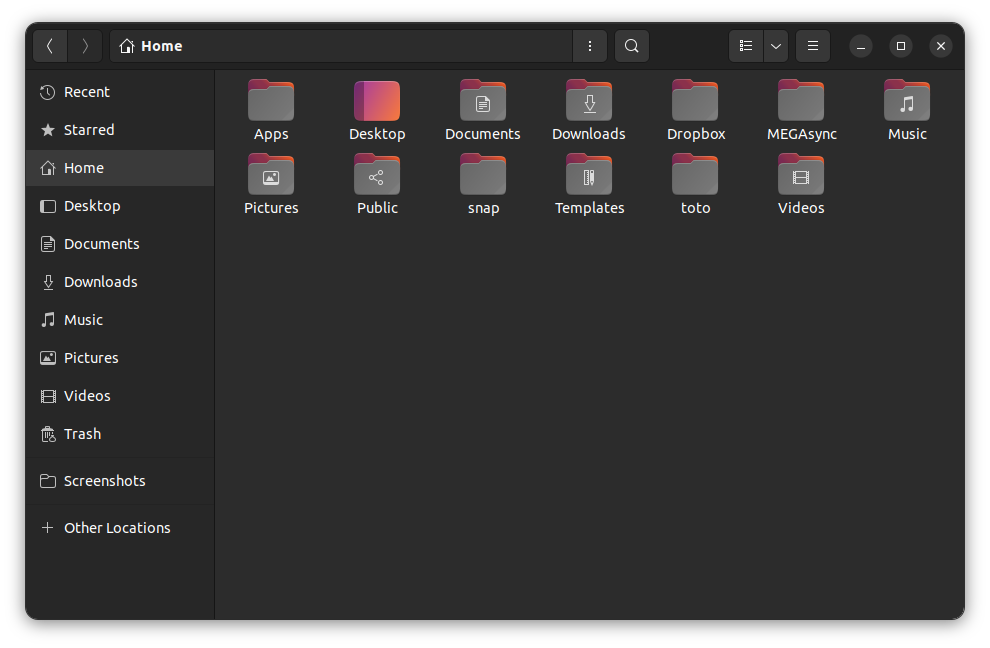 Home
Recent
Starred
Home
Desktop
Documents
Downloads
Music
Pictures
Videos
Trash
Screenshots
Other Locations
Apps Desktop Documents Downloads Dropbox MEGAsync Music
Pictures Public snap Templates toto Videos